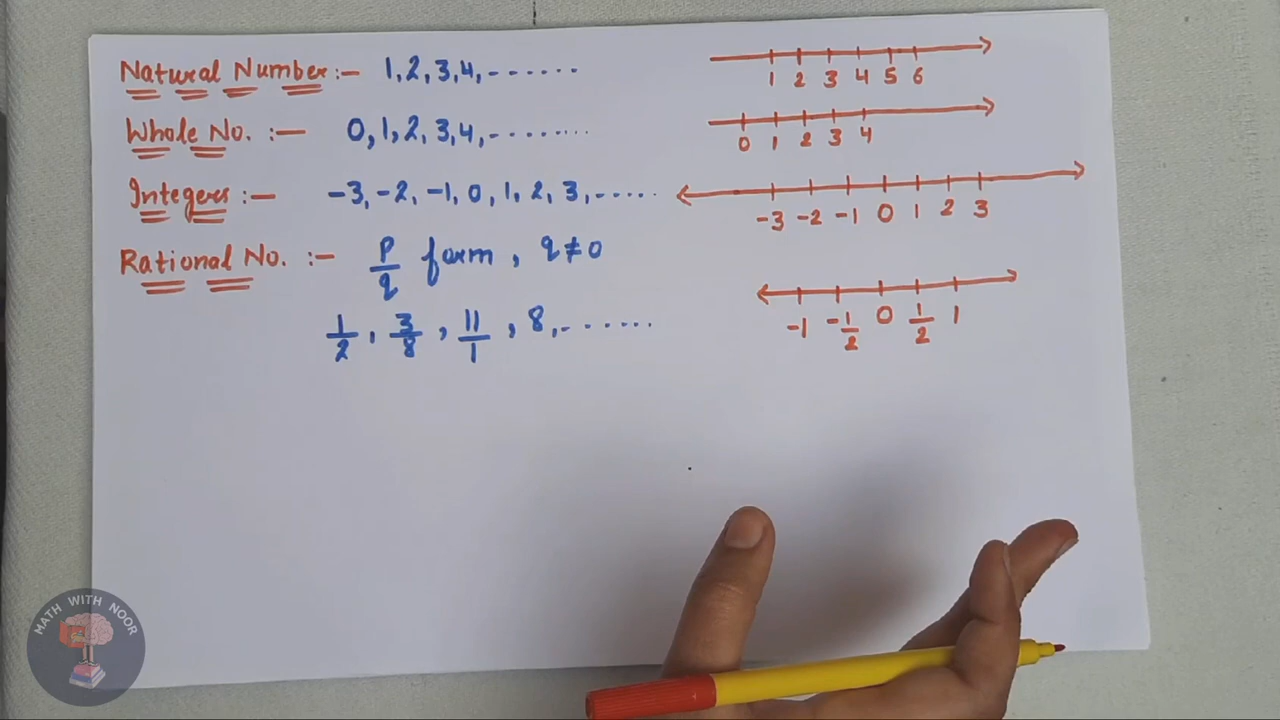 Natural Number:- 1, 2, 3, 4, - - - - - -
1 2 3 4 5 6
Whole No. :- 0, 1, 2, 3, 4, - - - - - - - -
0 1 2 3 4
Integers :- -3, -2, -1, 0, 1, 2, 3, - - - - -
-3 -2 -1 0 1 2 3
Rational No. :- P/q form, q≠0
1/2, 3/8, 11/1, 8, - - - - - -
-1 -1/2 0 1/2 1
MATH WITH NOOR